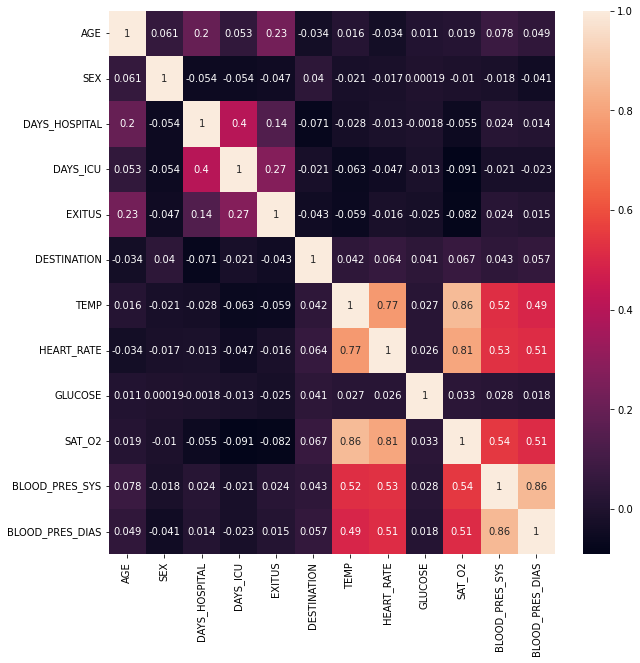 AGE 1 0.061 0.2 0.053 0.23 -0.034 0.016 -0.034 0.011 0.019 0.078 0.049
SEX 0.061 1 -0.054 -0.054 -0.047 0.04 -0.021 -0.017 0.00019 -0.01 -0.018 -0.041
DAYS_HOSPITAL 0.2 -0.054 1 0.4 0.14 -0.071 -0.028 -0.013 -0.0018 -0.055 0.024 0.014
DAYS_ICU 0.053 -0.054 0.4 1 0.27 -0.021 -0.063 -0.047 -0.013 -0.091 -0.021 -0.023
EXITUS 0.23 -0.047 0.14 0.27 1 -0.043 -0.059 -0.016 -0.025 -0.082 0.024 0.015
DESTINATION -0.034 0.04 -0.071 -0.021 -0.043 1 0.042 0.064 0.041 0.067 0.043 0.057
TEMP 0.016 -0.021 -0.028 -0.063 -0.059 0.042 1 0.77 0.027 0.86 0.52 0.49
HEART_RATE -0.034 -0.017 -0.013 -0.047 -0.016 0.064 0.77 1 0.026 0.81 0.53 0.51
GLUCOSE 0.011 0.00019 -0.0018 -0.013 -0.025 0.041 0.027 0.026 1 0.033 0.028 0.018
SAT_O2 0.019 -0.01 -0.055 -0.091 -0.082 0.067 0.86 0.81 0.033 1 0.54 0.51
BLOOD_PRES_SYS 0.078 -0.018 0.024 -0.021 0.024 0.043 0.52 0.53 0.028 0.54 1 0.86
BLOOD_PRES_DIAS 0.049 -0.041 0.014 -0.023 0.015 0.057 0.49 0.51 0.018 0.51 0.86 1
AGE
SEX
DAYS_HOSPITAL
DAYS_ICU
EXITUS
DESTINATION
TEMP
HEART_RATE
GLUCOSE
SAT_O2
BLOOD_PRES_SYS
BLOOD_PRES_DIAS
1.0
0.8
0.6
0.4
0.2
0.0